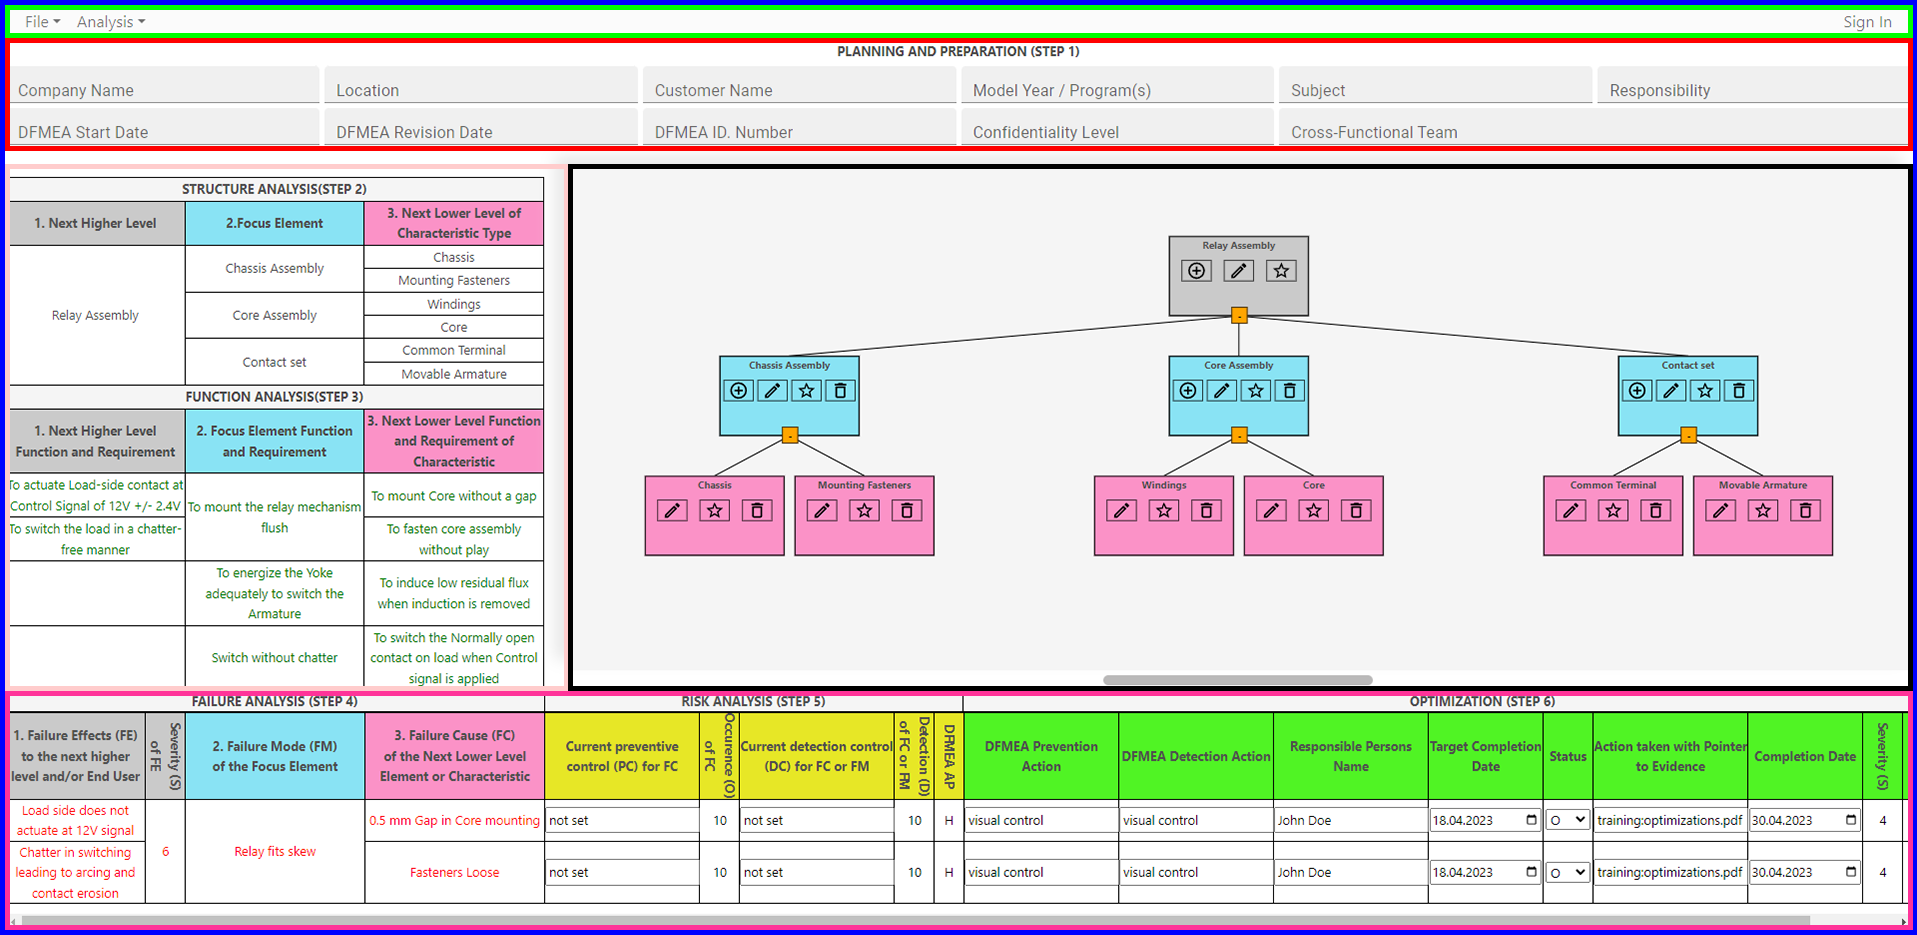 File Analysis Sign In
PLANNING AND PREPARATION (STEP 1)
Company Name Location Customer Name Model Year / Program(s) Subject Responsibility
DFMEA Start Date DFMEA Revision Date DFMEA ID. Number Confidentiality Level Cross-Functional Team
STRUCTURE ANALYSIS(STEP 2)
1. Next Higher Level
2.Focus Element
3. Next Lower Level of
Characteristic Type
Relay Assembly
Chassis Assembly
Chassis
Mounting Fasteners
Core Assembly
Windings
Core
Contact set
Common Terminal
Movable Armature
FUNCTION ANALYSIS(STEP 3)
1. Next Higher Level
Function and Requirement
2. Focus Element Function
and Requirement
3. Next Lower Level Function
and Requirement of
Characteristic
To actuate Load-side contact at
Control Signal of 12V +/- 2.4V
To switch the load in a chatter-
free manner
To mount the relay mechanism
flush
To mount Core without a gap
To fasten core assembly
without play
To energize the Yoke
adequately to switch the
Armature
To induce low residual flux
when induction is removed
Switch without chatter
To switch the Normally open
contact on load when Control
signal is applied
Relay Assembly
-
Chassis Assembly
-
Core Assembly
-
Contact set
-
Chassis
Mounting Fasteners
Windings
Core
Common Terminal
Movable Armature
FAILURE ANALYSIS (STEP 4)
RISK ANALYSIS (STEP 5)
OPTIMIZATION (STEP 6)
1. Failure Effects (FE)
to the next higher
level and/or End User
Severity (S)
of FE
2. Failure Mode (FM)
of the Focus Element
3. Failure Cause (FC)
of the Next Lower Level
Element or Characteristic
Current preventive
control (PC) for FC
Occurence (O)
of FC
Current detection control
(DC) for FC or FM
Detection (D)
of FC or FM
DFMEA AP
DFMEA Prevention
Action
DFMEA Detection Action
Responsible Persons
Name
Target Completion
Date
Status
Action taken with Pointer
to Evidence
Completion Date
Severity (S)
Load side does not
actuate at 12V signal
Chatter in switching
leading to arcing and
contact erosion
6
Relay fits skew
0.5 mm Gap in Core mounting
not set 10 not set 10 H visual control visual control John Doe 18.04.2023 O training:optimizations.pdf 30.04.2023 4
Fasteners Loose
not set 10 not set 10 H visual control visual control John Doe 18.04.2023 O training:optimizations.pdf 30.04.2023 4